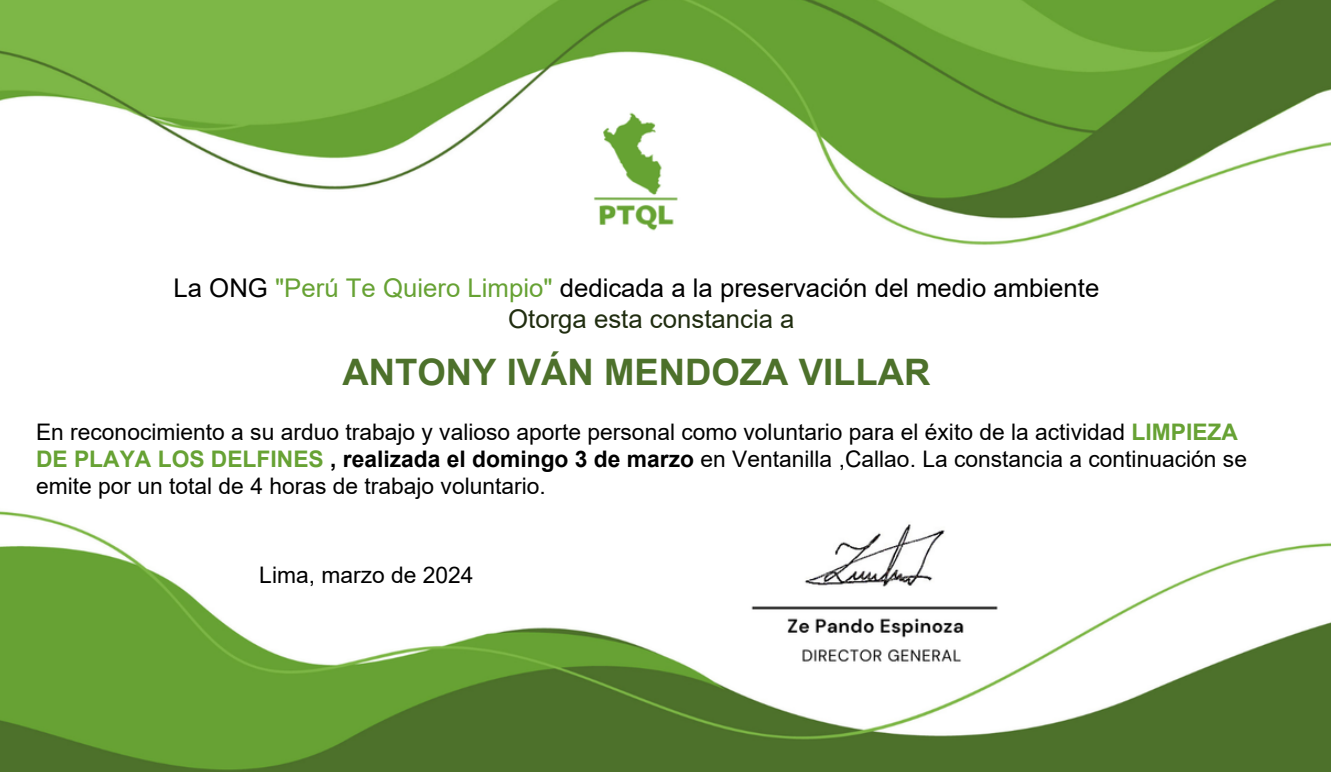 PTQL
La ONG "Perú Te Quiero Limpio" dedicada a la preservación del medio ambiente
Otorga esta constancia a
ANTONY IVÁN MENDOZA VILLAR
En reconocimiento a su arduo trabajo y valioso aporte personal como voluntario para el éxito de la actividad LIMPIEZA
DE PLAYA LOS DELFINES , realizada el domingo 3 de marzo en Ventanilla ,Callao. La constancia a continuación se
emite por un total de 4 horas de trabajo voluntario.
Lima, marzo de 2024
Ze Pando Espinoza
DIRECTOR GENERAL